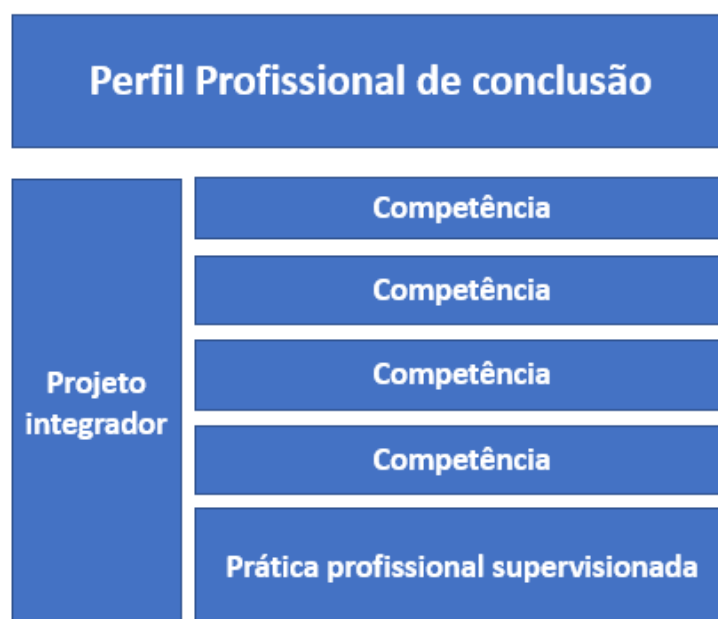 Perfil Profissional de conclusão
Projeto
integrador
Competência
Competência
Competência
Competência
Prática profissional supervisionada